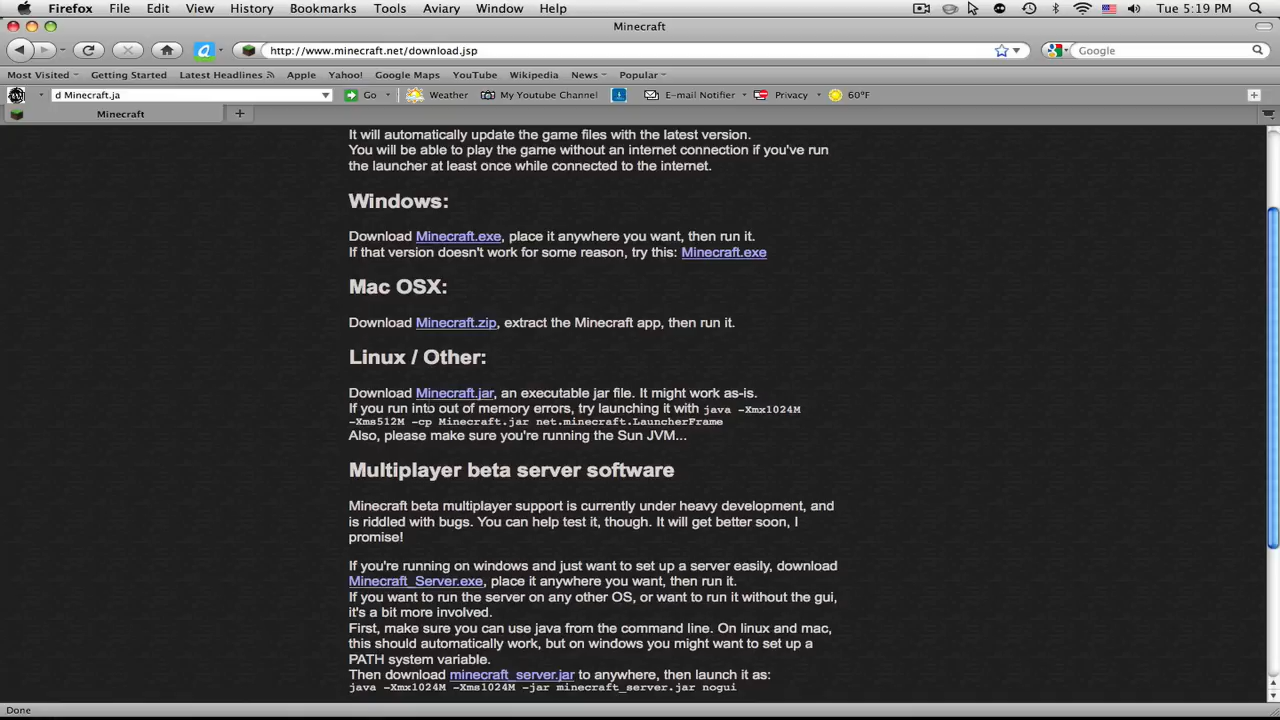 Firefox File Edit View History Bookmarks Tools Aviary Window Help Tue 5:19 PM
Minecraft
http://www.minecraft.net/download.jsp Google
Most Visited Getting Started Latest Headlines Apple Yahoo! Google Maps YouTube Wikipedia News Popular
d Minecraft.ja Go Weather My Youtube Channel E-mail Notifier Privacy 60°F
Minecraft
It will automatically update the game files with the latest version.
You will be able to play the game without an internet connection if you've run
the launcher at least once while connected to the internet.
Windows:
Download Minecraft.exe, place it anywhere you want, then run it.
If that version doesn't work for some reason, try this: Minecraft.exe
Mac OSX:
Download Minecraft.zip, extract the Minecraft app, then run it.
Linux / Other:
Download Minecraft.jar, an executable jar file. It might work as-is.
If you run into out of memory errors, try launching it with java -Xmx1024M
-Xms512M -cp Minecraft.jar net.minecraft.LauncherFrame
Also, please make sure you're running the Sun JVM...
Multiplayer beta server software
Minecraft beta multiplayer support is currently under heavy development, and
is riddled with bugs. You can help test it, though. It will get better soon, I
promise!
If you're running on windows and just want to set up a server easily, download
Minecraft_Server.exe, place it anywhere you want, then run it.
If you want to run the server on any other OS, or want to run it without the gui,
it's a bit more involved.
First, make sure you can use java from the command line. On linux and mac,
this should automatically work, but on windows you might want to set up a
PATH system variable.
Then download minecraft_server.jar to anywhere, then launch it as:
java -Xmx1024M -Xms1024M -jar minecraft_server.jar nogui
Done